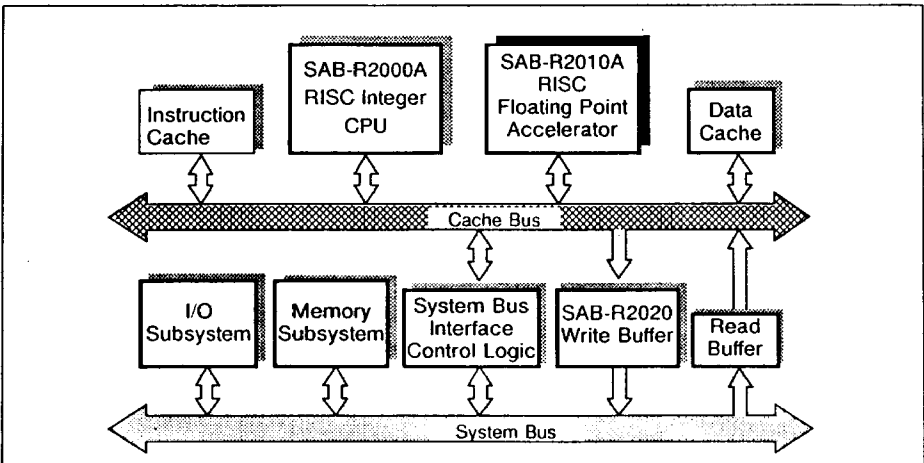 SAB-R2000A
RISC Integer
CPU
SAB-R2010A
RISC
Floating Point
Accelerator
Instruction
Cache
Data
Cache
Cache Bus
I/O
Subsystem
Memory
Subsystem
System Bus
Interface
Control Logic
SAB-R2020
Write Buffer
Read
Buffer
System Bus